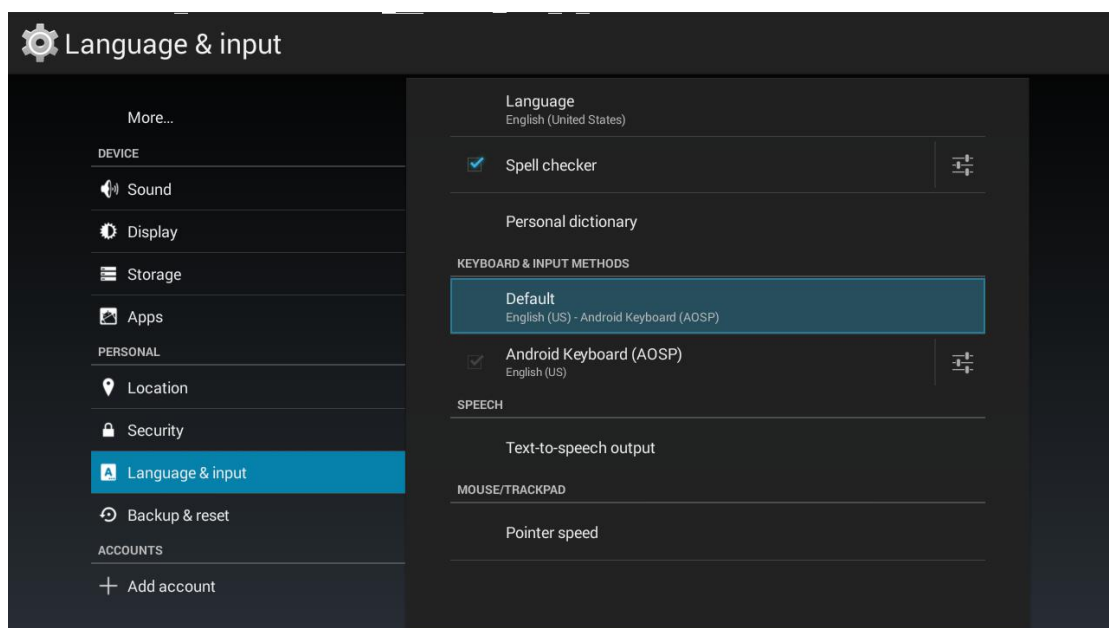 Language & input
More...
DEVICE
Sound
Display
Storage
Apps
PERSONAL
Location
Security
Language & input
Backup & reset
ACCOUNTS
Add account
Language
English (United States)
Spell checker
Personal dictionary
KEYBOARD & INPUT METHODS
Default
English (US) - Android Keyboard (AOSP)
Android Keyboard (AOSP)
English (US)
SPEECH
Text-to-speech output
MOUSE/TRACKPAD
Pointer speed